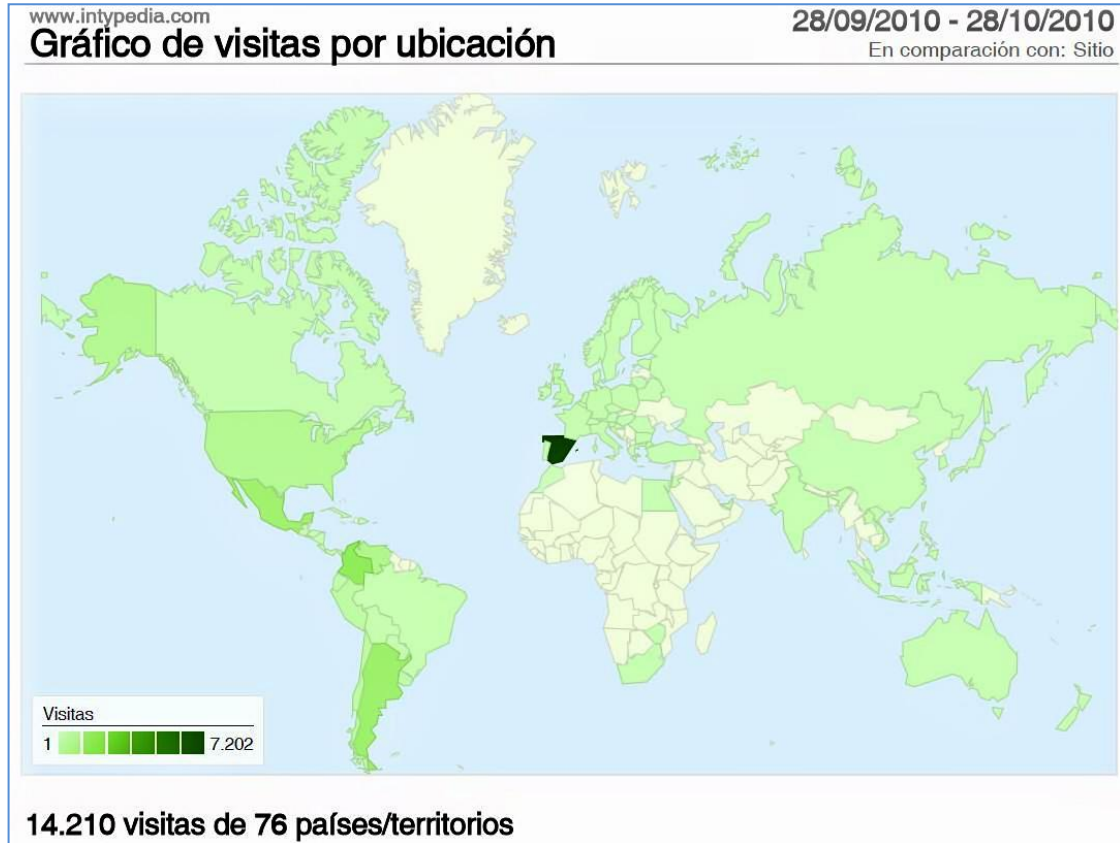 www.intypedia.com
28/09/2010 - 28/10/2010
Gráfico de visitas por ubicación
En comparación con: Sitio
Visitas
1 7.202
14.210 visitas de 76 países/territorios